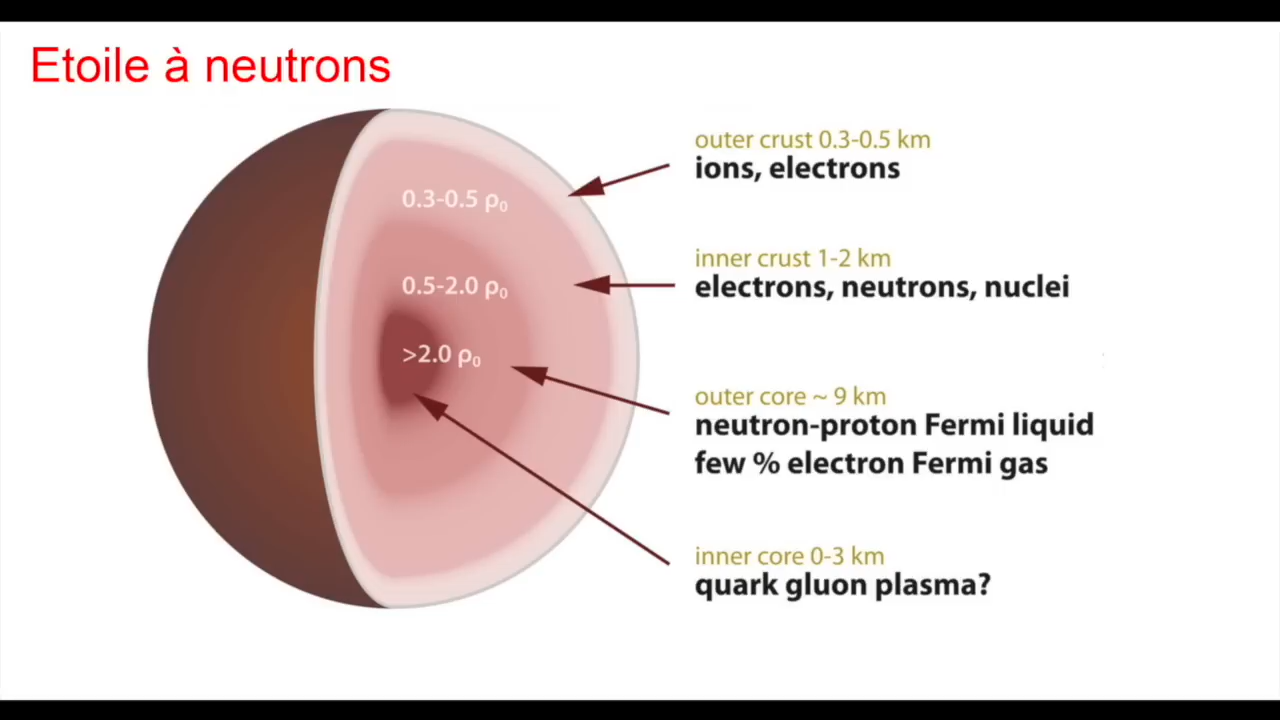 Etoile à neutrons
outer crust 0.3-0.5 km
ions, electrons
0.3-0.5 ρ₀
inner crust 1-2 km
electrons, neutrons, nuclei
0.5-2.0 ρ₀
>2.0 ρ₀
outer core ~ 9 km
neutron-proton Fermi liquid
few % electron Fermi gas
inner core 0-3 km
quark gluon plasma?